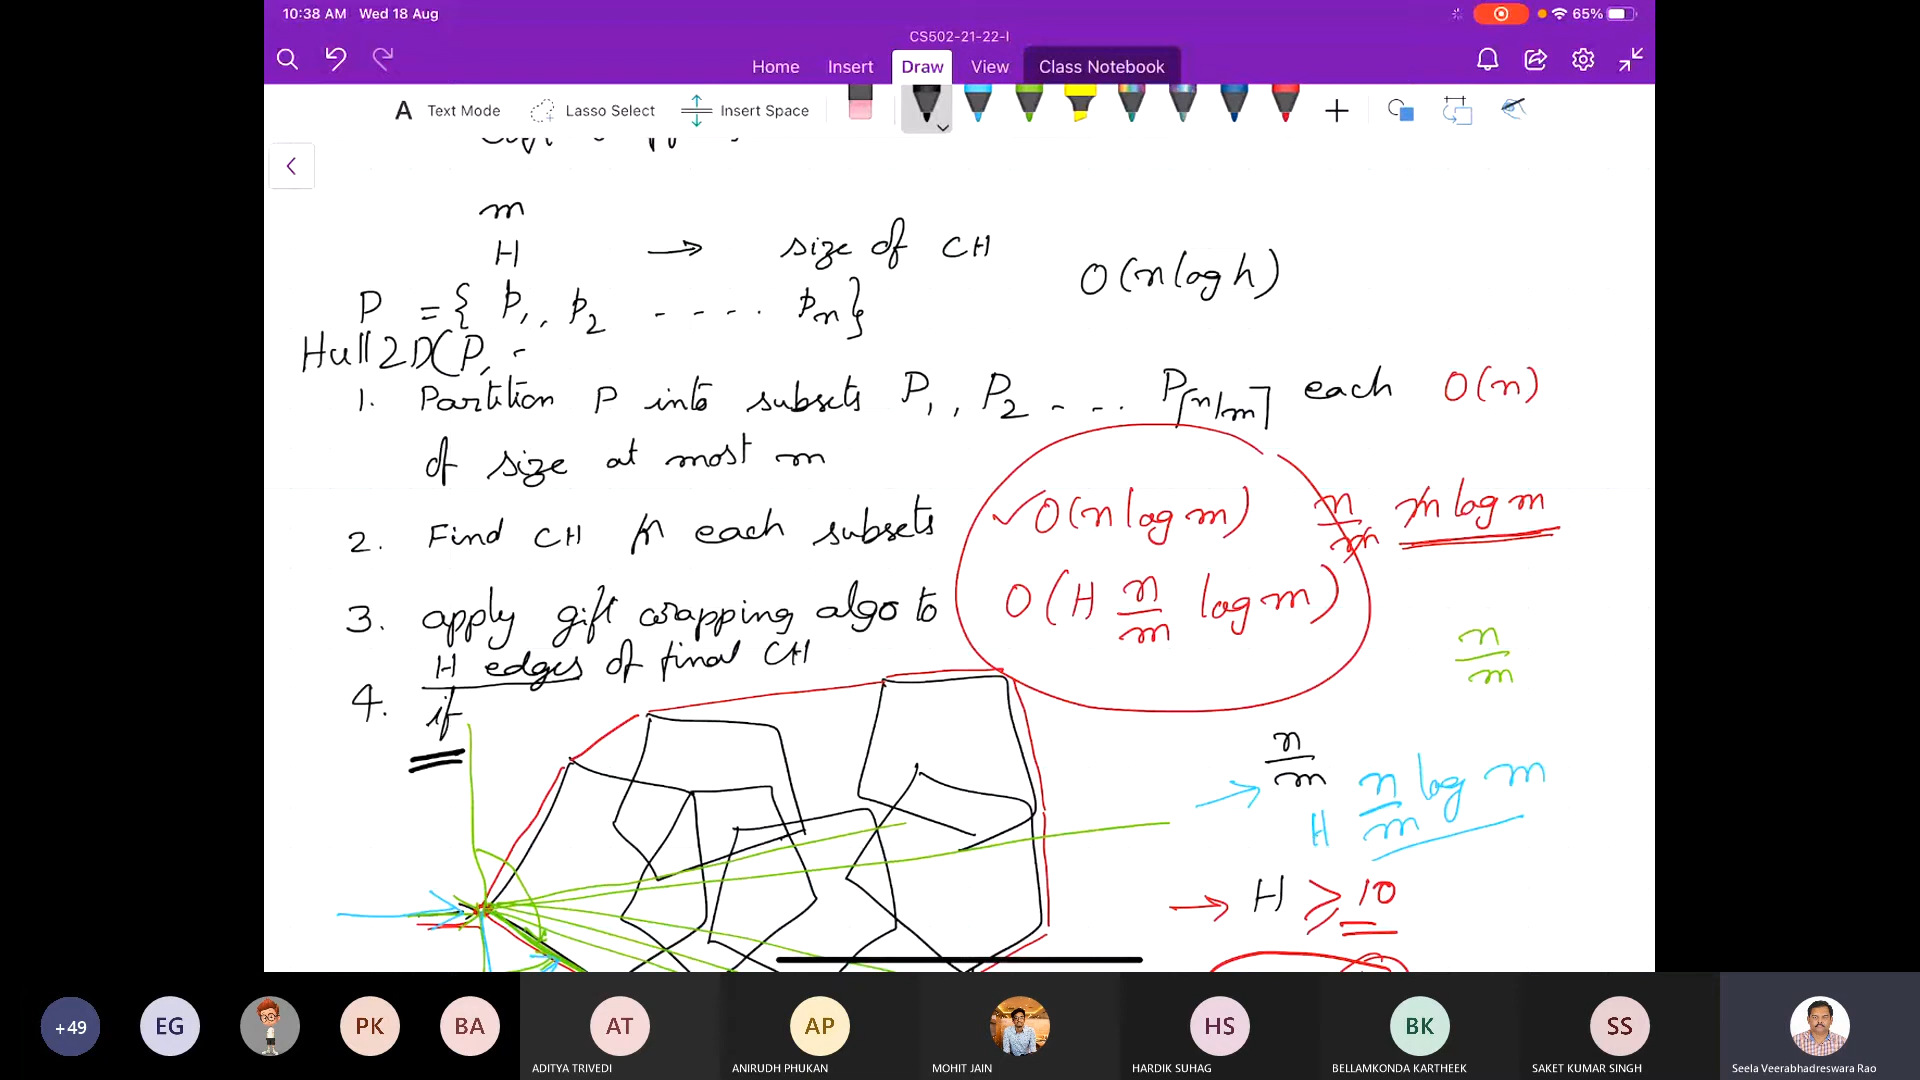 10:38 AM Wed 18 Aug
65%
CS502-21-22-I
Home Insert Draw View Class Notebook
A Text Mode Lasso Select Insert Space
m
H → size of CH
O(n log h)
P = { p1, p2 - - - - . pn}
Hull2D(P, -
1. Partition P into subsets P1, P2 - - .. P⌈n/m⌉ each O(n)
of size at most m
2. Find CH for each subsets
✓ O(n log m) n/m m log m
3. apply gift wrapping algo to
H edges of final CH
O(H n/m log m)
n/m
4. if
n/m
→ H n/m log m
→ H ≥ 10
+49 EG PK BA AT AP HS BK SS
ADITYA TRIVEDI ANIRUDH PHUKAN MOHIT JAIN HARDIK SUHAG BELLAMKONDA KARTHEEK SAKET KUMAR SINGH Seela Veerabhadreswara Rao